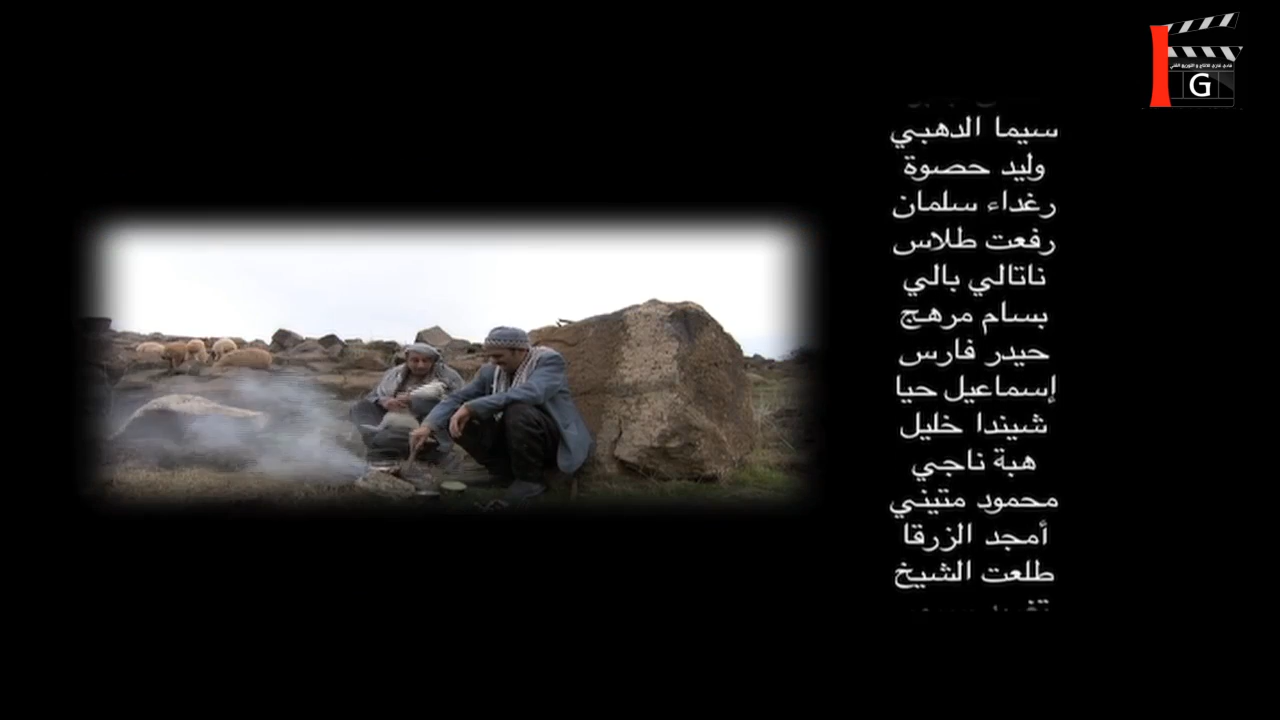 سيما الدهبي
وليد حصوة
رغداء سلمان
رفعت طلاس
ناتالي بالي
بسام مرهج
حيدر فارس
إسماعيل حيا
شيندا خليل
هبة ناجي
محمود متيني
أمجد الزرقا
طلعت الشيخ
G